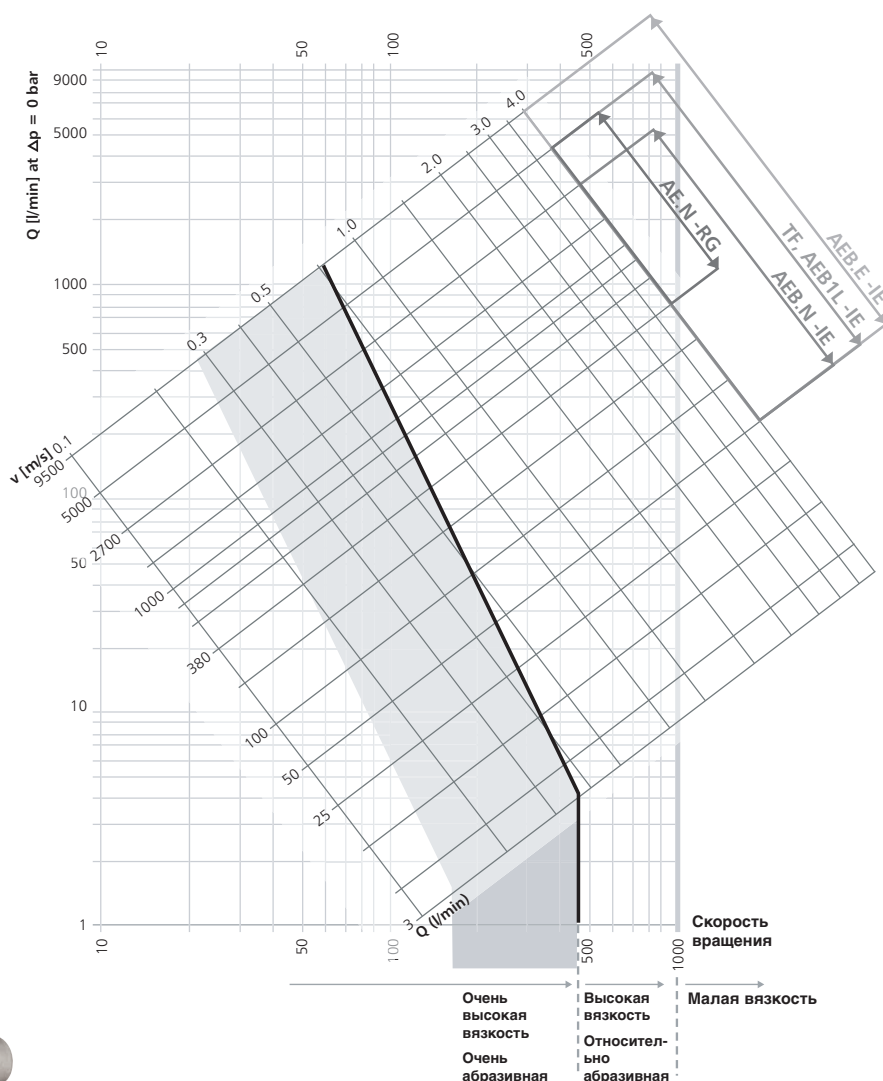 10
50
100
500
Q [l/min] at Δp = 0 bar
9000
5000
1000
500
100
50
10
1
4.0
3.0
2.0
1.0
0.5
0.3
0.1
v [m/s]
9500
5000
2700
1000
380
100
50
25
3
Q (l/min)
AE.N -RG
AEB.E -IE
TF, AEB1L -IE
AEB.N -IE
10
50
100
500
1000
Скорость
вращения
Очень
высокая
вязкость
Очень
абразивная
Высокая
вязкость
Относител-
ьно
абразивная
Малая вязкость